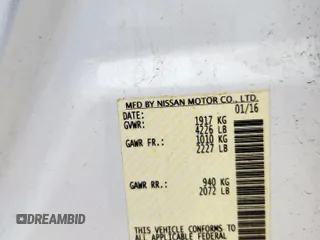 MFD BY NISSAN MOTOR CO., LTD.
DATE: 01/16
GVWR: 1917 KG
4226 LB
GAWR FR.: 1010 KG
2227 LB
GAWR RR.: 940 KG
2072 LB
THIS VEHICLE CONFORMS TO
APPLICABLE FEDERAL
DREAMBID